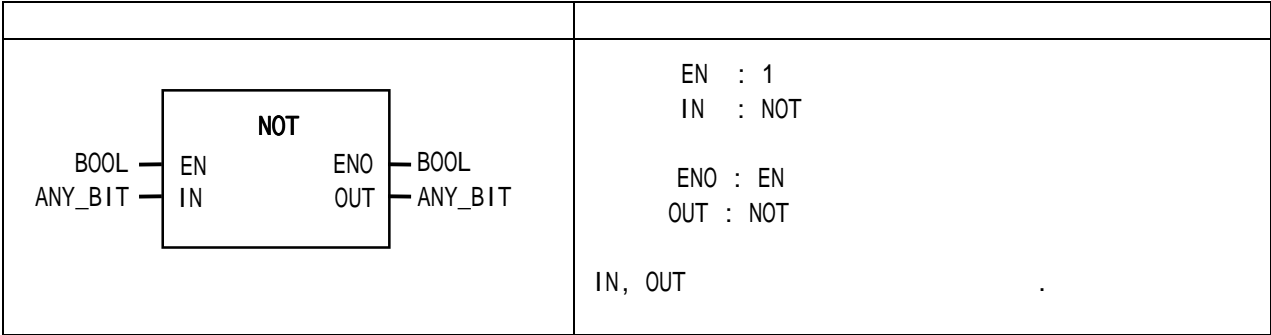 NOT
BOOL EN ENO BOOL
ANY_BIT IN OUT ANY_BIT
EN : 1
IN : NOT
ENO : EN
OUT : NOT
IN, OUT .